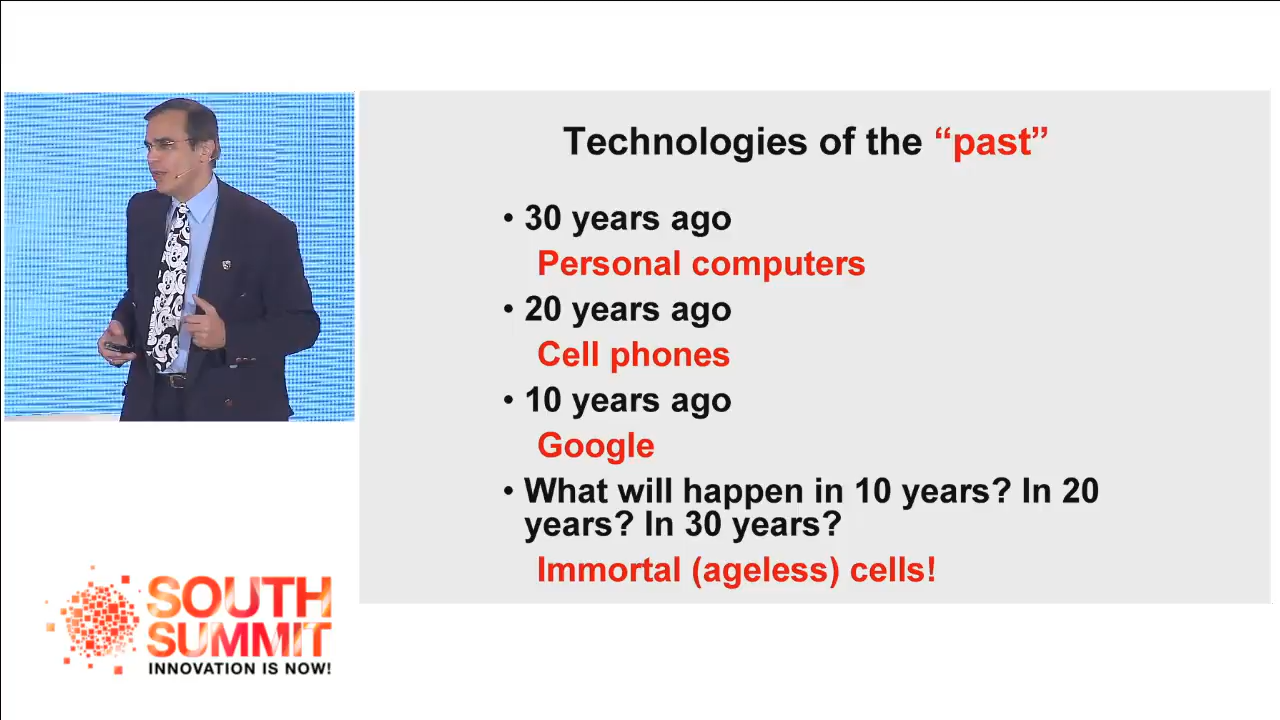 Technologies of the “past”
• 30 years ago
Personal computers
• 20 years ago
Cell phones
• 10 years ago
Google
• What will happen in 10 years? In 20
years? In 30 years?
Immortal (ageless) cells!
SOUTH
SUMMIT
INNOVATION IS NOW!